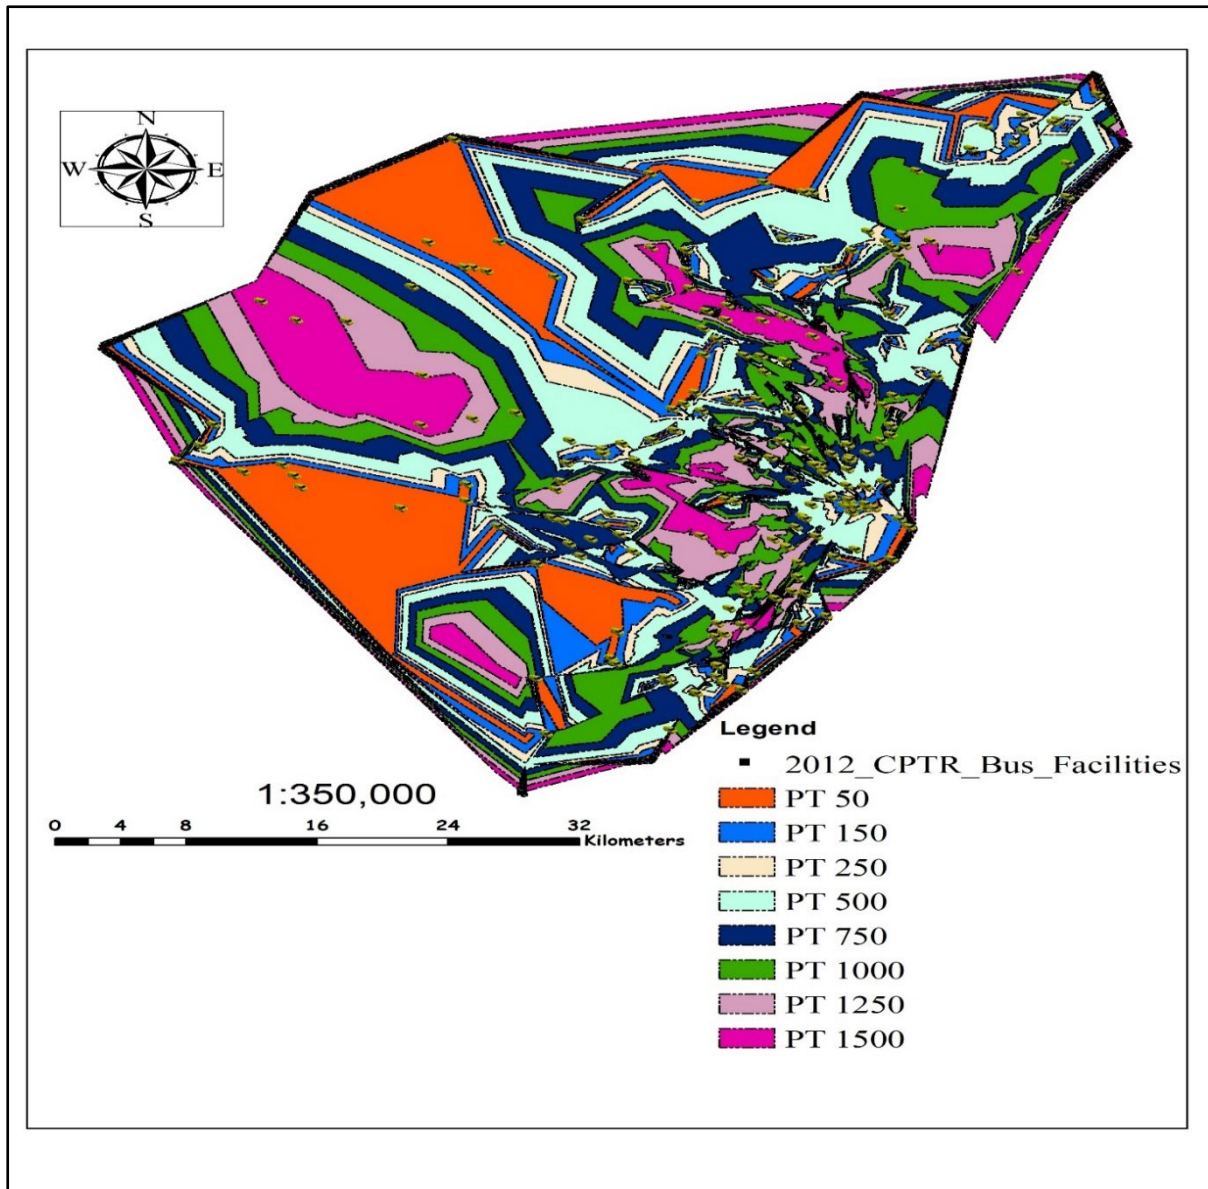 N
W E
S
Legend
2012_CPTR_Bus_Facilities
PT 50
PT 150
PT 250
PT 500
PT 750
PT 1000
PT 1250
PT 1500
1:350,000
0 4 8 16 24 32
Kilometers